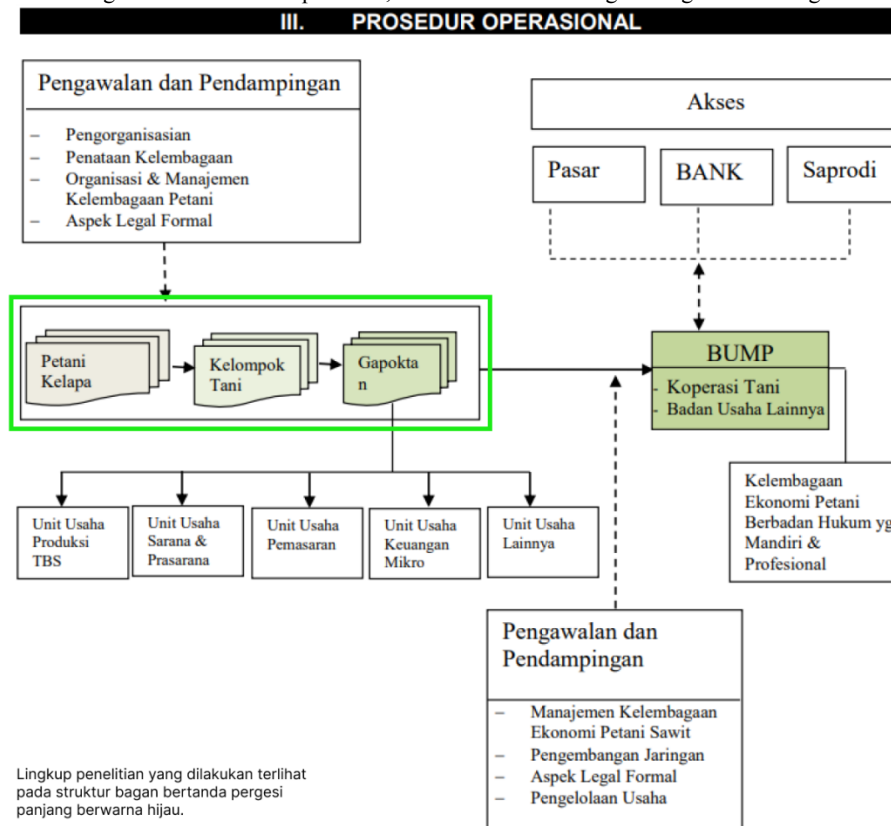 III. PROSEDUR OPERASIONAL
Pengawalan dan Pendampingan
– Pengorganisasian
– Penataan Kelembagaan
– Organisasi & Manajemen
Kelembagaan Petani
– Aspek Legal Formal
Akses
Pasar
BANK
Saprodi
Petani
Kelapa
Kelompok
Tani
Gapokta
n
BUMP
- Koperasi Tani
- Badan Usaha Lainnya
Unit Usaha
Produksi
TBS
Unit Usaha
Sarana &
Prasarana
Unit Usaha
Pemasaran
Unit Usaha
Keuangan
Mikro
Unit Usaha
Lainnya
Kelembagaan
Ekonomi Petani
Berbadan Hukum yg
Mandiri &
Profesional
Pengawalan dan
Pendampingan
– Manajemen Kelembagaan
Ekonomi Petani Sawit
– Pengembangan Jaringan
– Aspek Legal Formal
– Pengelolaan Usaha
Lingkup penelitian yang dilakukan terlihat
pada struktur bagan bertanda pergesi
panjang berwarna hijau.